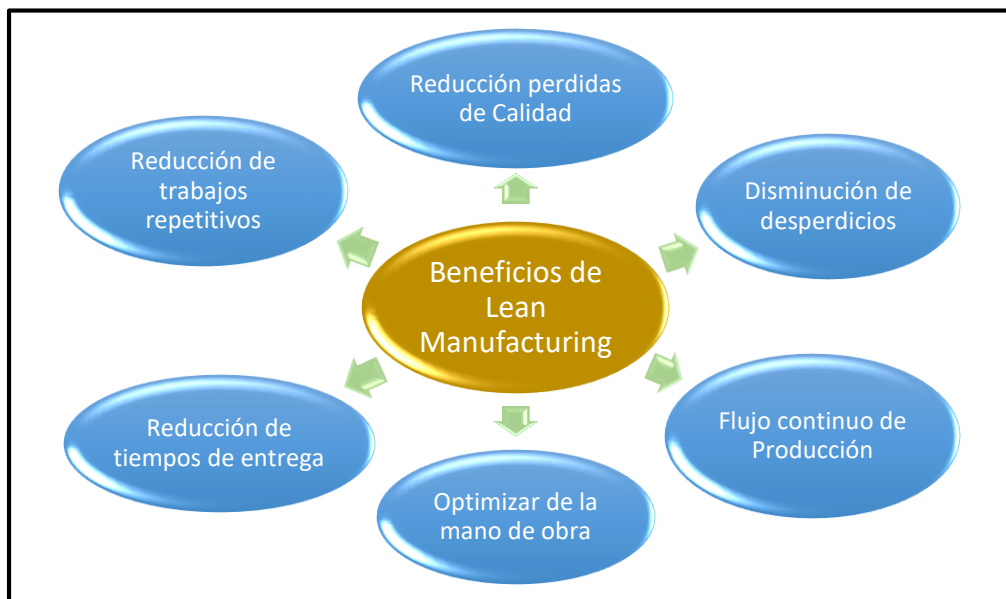 Reducción perdidas
de Calidad
Reducción de
trabajos
repetitivos
Disminución de
desperdicios
Beneficios de
Lean
Manufacturing
Reducción de
tiempos de entrega
Flujo continuo de
Producción
Optimizar de la
mano de obra